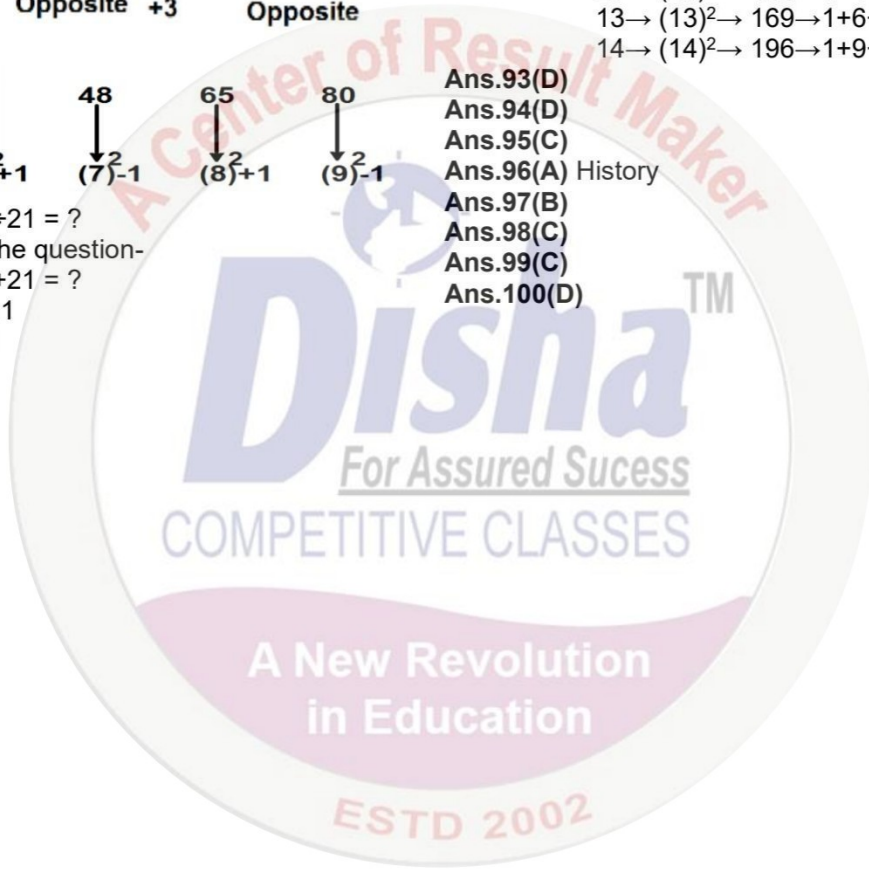 Opposite +3 Opposite
48 65 80
+1 (7)²-1 (8)²+1 (9)²-1
÷21 = ?
he question-
+21 = ?
1
Ans.93(D)
Ans.94(D)
Ans.95(C)
Ans.96(A) History
Ans.97(B)
Ans.98(C)
Ans.99(C)
Ans.100(D)
13→ (13)²→ 169→1+6
14→ (14)²→ 196→1+9
A Center of Result Maker
Disha TM
For Assured Sucess
COMPETITIVE CLASSES
A New Revolution
in Education
ESTD 2002